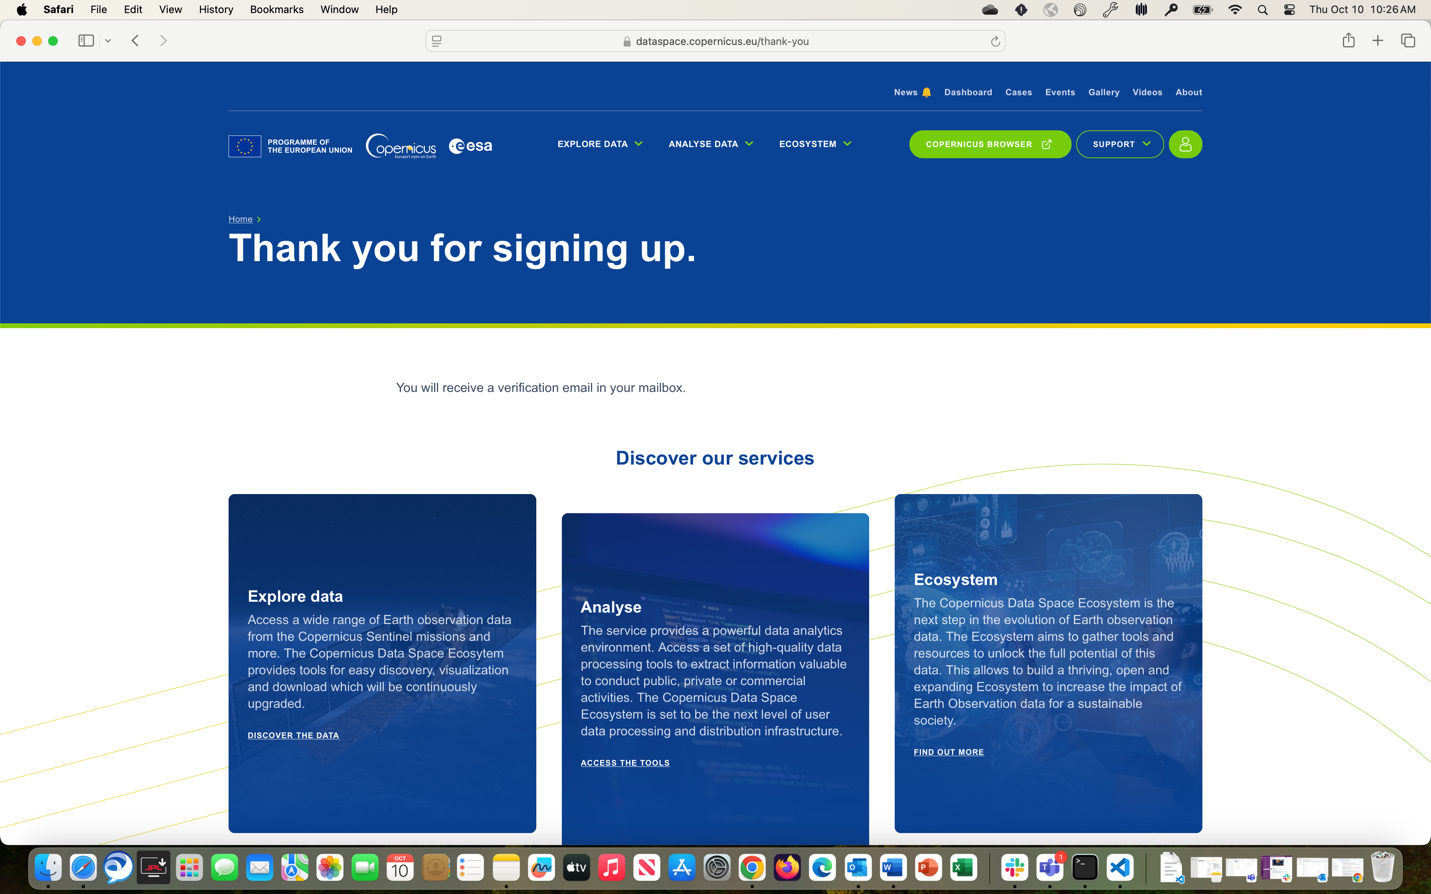 Safari File Edit View History Bookmarks Window Help
Thu Oct 10 10:26 AM
dataspace.copernicus.eu/thank-you
News Dashboard Cases Events Gallery Videos About
PROGRAMME OF
THE EUROPEAN UNION
opernicus
Europe's eyes on Earth
esa
EXPLORE DATA ANALYSE DATA ECOSYSTEM
COPERNICUS BROWSER
SUPPORT
Home
Thank you for signing up.
You will receive a verification email in your mailbox.
Discover our services
Explore data
Access a wide range of Earth observation data
from the Copernicus Sentinel missions and
more. The Copernicus Data Space Ecosytem
provides tools for easy discovery, visualization
and download which will be continuously
upgraded.
DISCOVER THE DATA
Analyse
The service provides a powerful data analytics
environment. Access a set of high-quality data
processing tools to extract information valuable
to conduct public, private or commercial
activities. The Copernicus Data Space
Ecosystem is set to be the next level of user
data processing and distribution infrastructure.
ACCESS THE TOOLS
Ecosystem
The Copernicus Data Space Ecosystem is the
next step in the evolution of Earth observation
data. The Ecosystem aims to gather tools and
resources to unlock the full potential of this
data. This allows to build a thriving, open and
expanding Ecosystem to increase the impact of
Earth Observation data for a sustainable
society.
FIND OUT MORE
JPL
OCT
10
tv
1